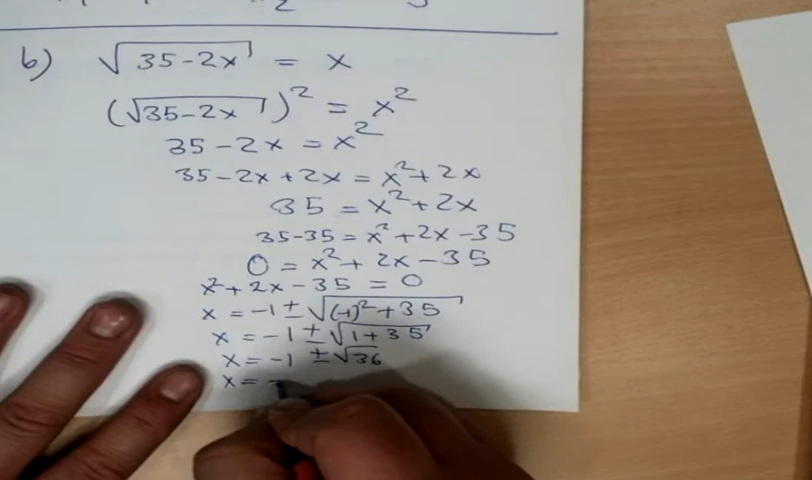 b) √(35-2x) = x
(√(35-2x))² = x²
35 - 2x = x²
35 - 2x + 2x = x² + 2x
35 = x² + 2x
35 - 35 = x² + 2x - 35
0 = x² + 2x - 35
x² + 2x - 35 = 0
x = -1 ± √((-1)² + 35)
x = -1 ± √(1 + 35)
x = -1 ± √36
x = -